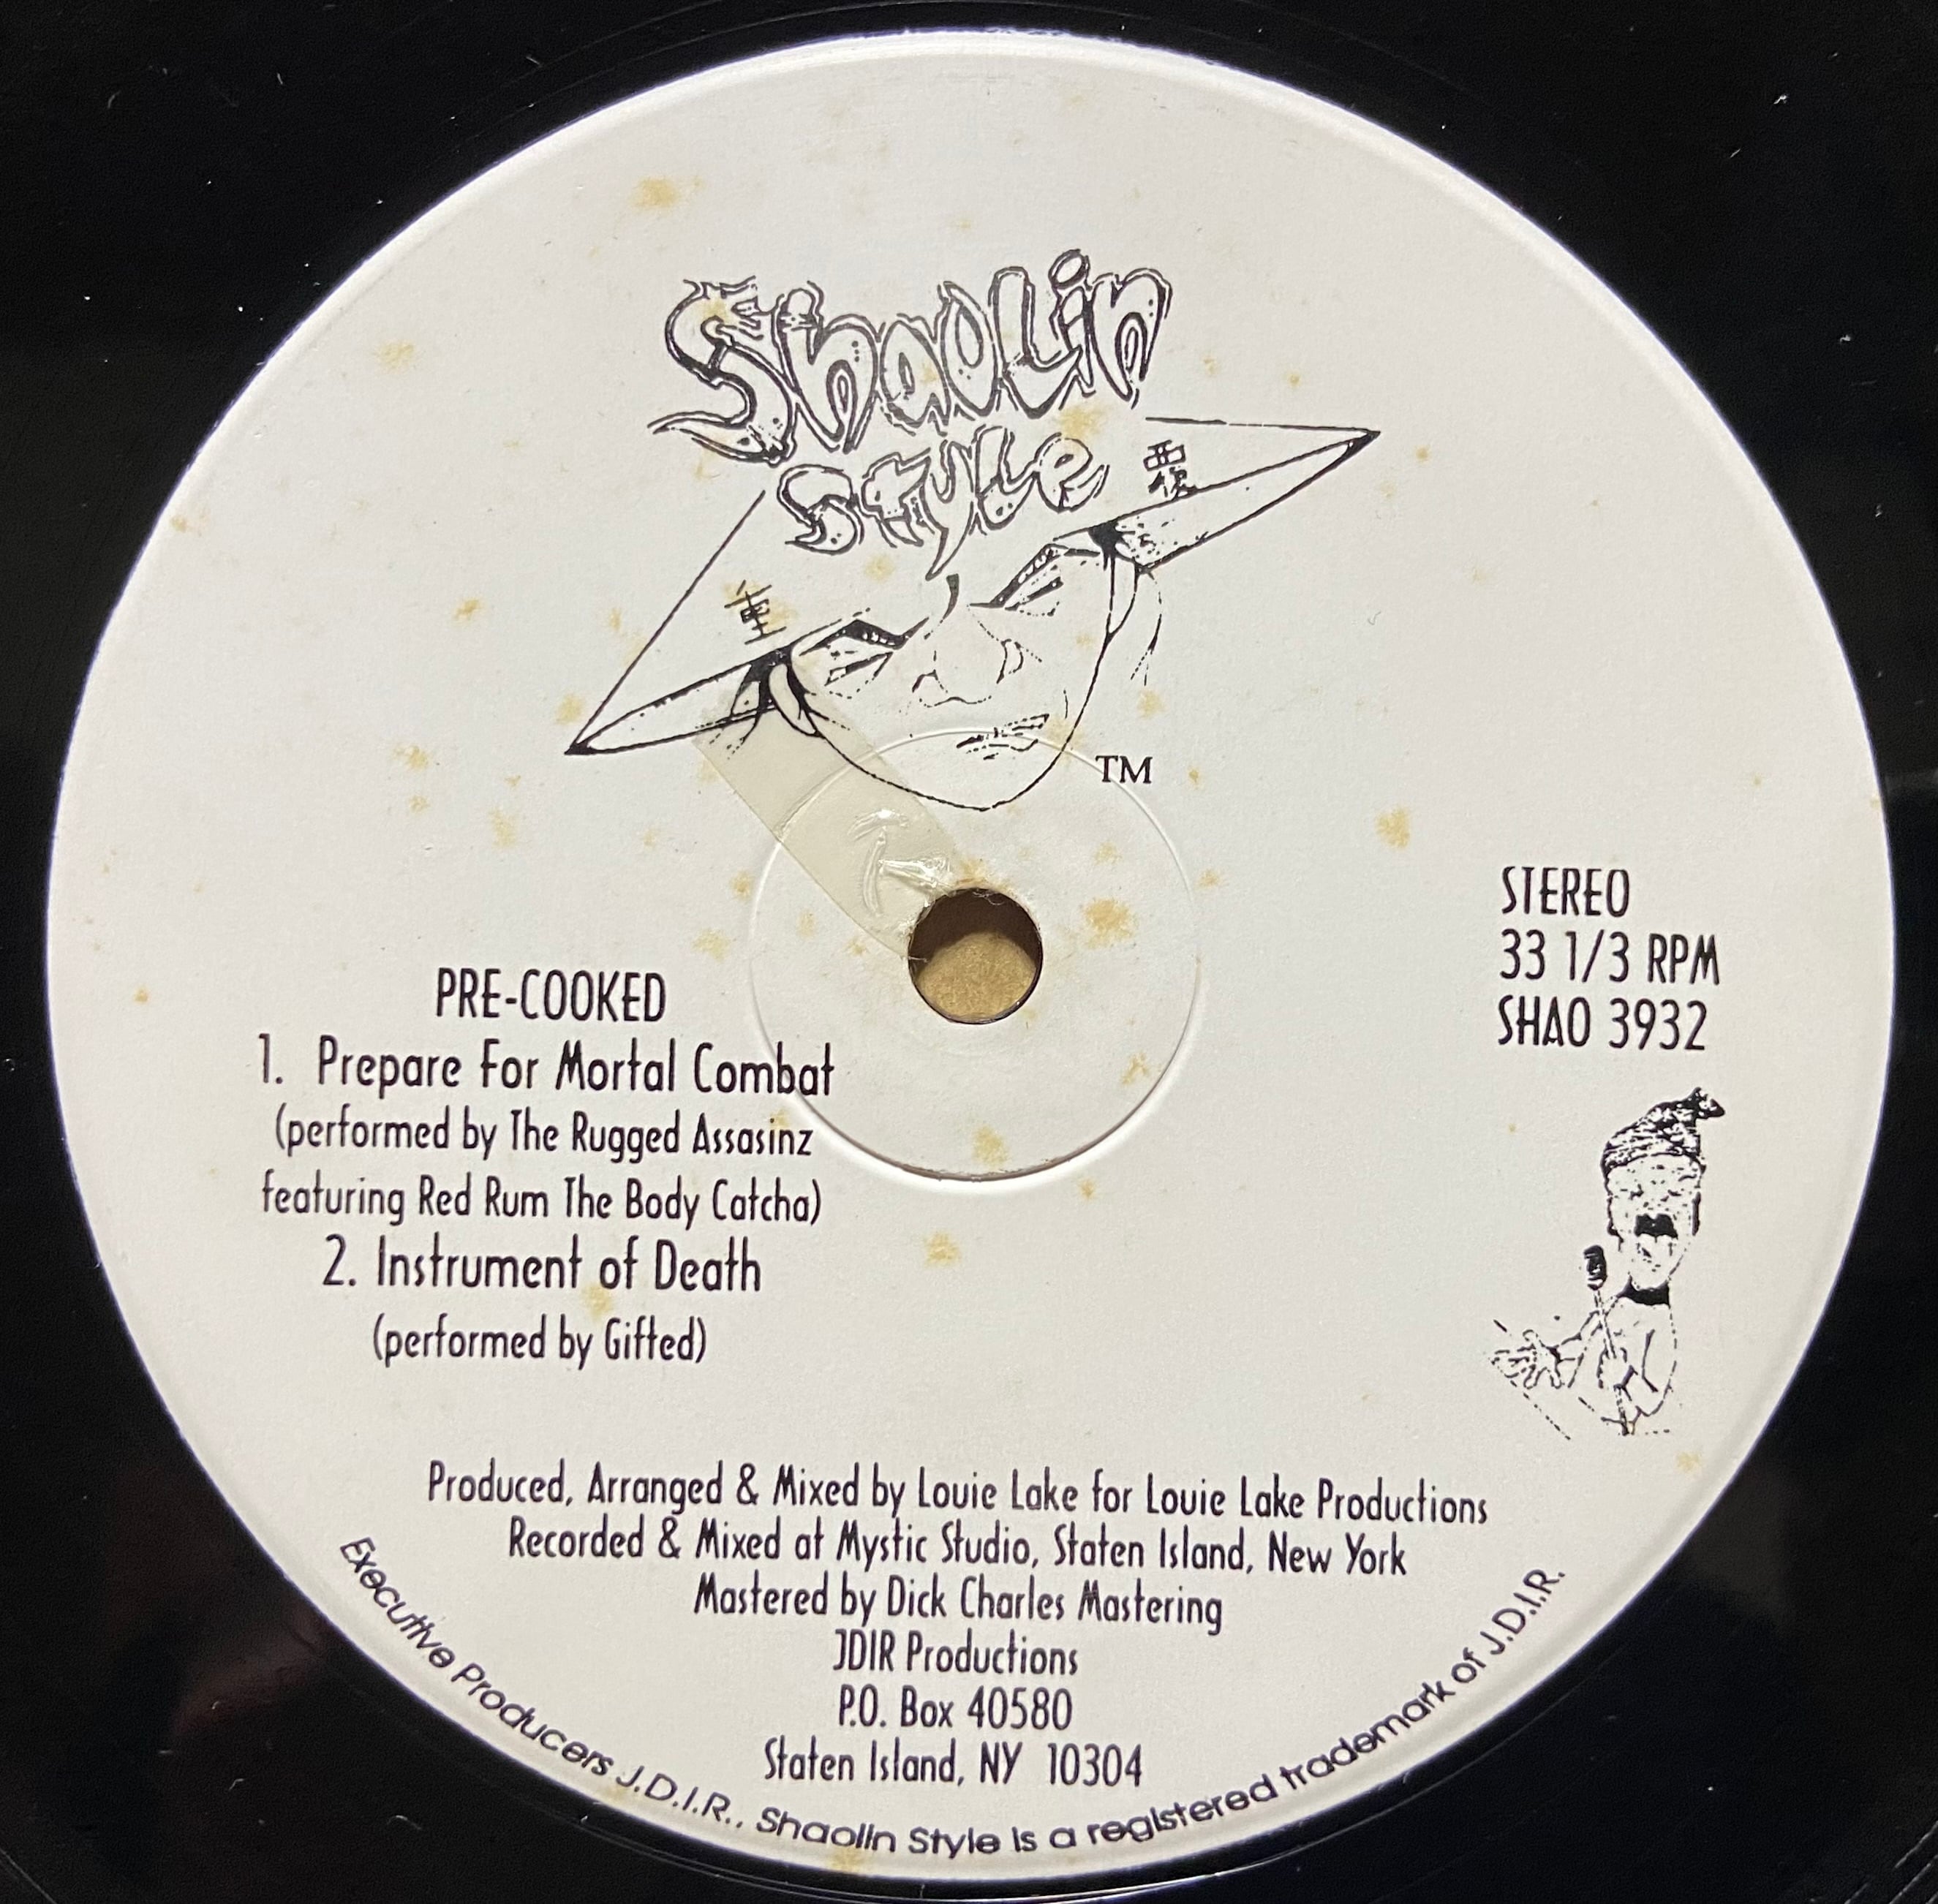 Shaolin
Style
重
TM
STEREO
33 1/3 RPM
SHAO 3932
PRE-COOKED
1. Prepare For Mortal Combat
(performed by The Rugged Assasinz
featuring Red Rum The Body Catcha)
2. Instrument of Death
(performed by Gifted)
Produced, Arranged & Mixed by Louie Lake for Louie Lake Productions
Recorded & Mixed at Mystic Studio, Staten Island, New York
Mastered by Dick Charles Mastering
JDIR Productions
P.O. Box 40580
Staten Island, NY 10304
Executive Producers J.D.I.R., Shaolin Style is a registered trademark of J.D.I.R.